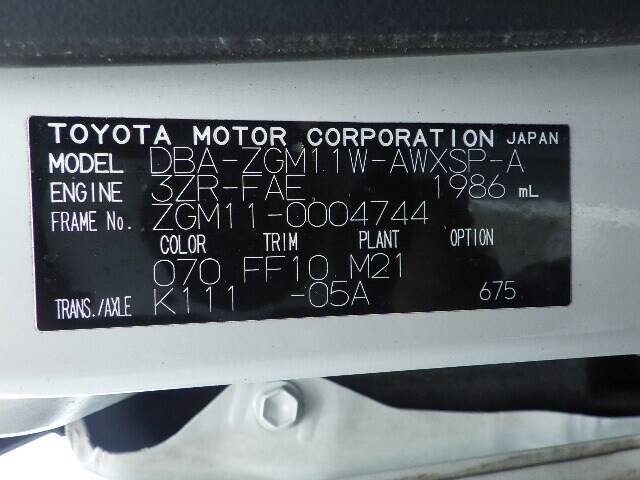 TOYOTA MOTOR CORPORATION JAPAN
MODEL DBA-ZGM11W-AWXSP-A
ENGINE 3ZR-FAE 1986 mL
FRAME No. ZGM11-0004744
COLOR TRIM PLANT OPTION
070 FF10 M21
TRANS./AXLE K111 -05A 675